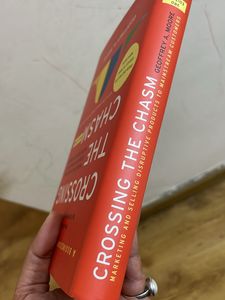 CROSSING THE CHASM
MARKETING AND SELLING DISRUPTIVE PRODUCTS TO MAINSTREAM CUSTOMERS
GEOFFREY A. MOORE
CROSSING
THE
CHASM